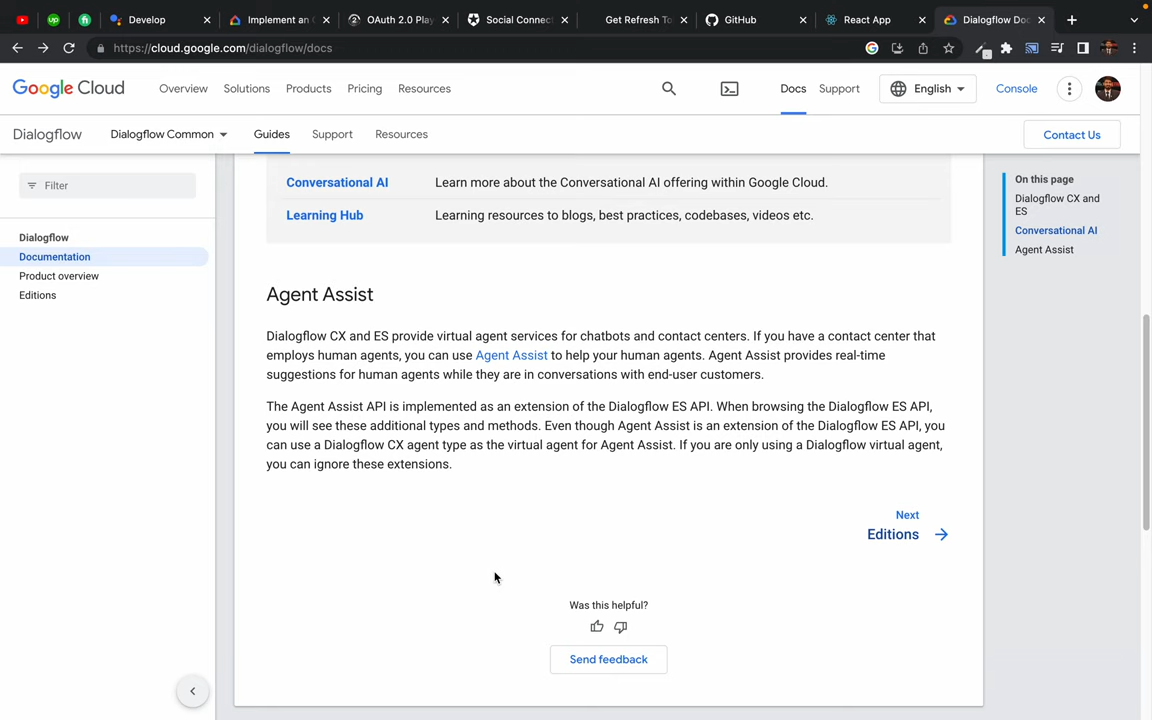 Develop
Implement an
OAuth 2.0 Pla
Social Connec
Get Refresh To
GitHub
React App
Dialogflow Doc
https://cloud.google.com/dialogflow/docs
Google Cloud
Overview
Solutions
Products
Pricing
Resources
Docs
Support
English
Console
Dialogflow
Dialogflow Common
Guides
Support
Resources
Contact Us
Filter
Dialogflow
Documentation
Product overview
Editions
Conversational AI Learn more about the Conversational AI offering within Google Cloud.
Learning Hub Learning resources to blogs, best practices, codebases, videos etc.
Agent Assist
Dialogflow CX and ES provide virtual agent services for chatbots and contact centers. If you have a contact center that
employs human agents, you can use Agent Assist to help your human agents. Agent Assist provides real-time
suggestions for human agents while they are in conversations with end-user customers.
The Agent Assist API is implemented as an extension of the Dialogflow ES API. When browsing the Dialogflow ES API,
you will see these additional types and methods. Even though Agent Assist is an extension of the Dialogflow ES API, you
can use a Dialogflow CX agent type as the virtual agent for Agent Assist. If you are only using a Dialogflow virtual agent,
you can ignore these extensions.
Next
Editions
Was this helpful?
Send feedback
On this page
Dialogflow CX and
ES
Conversational AI
Agent Assist